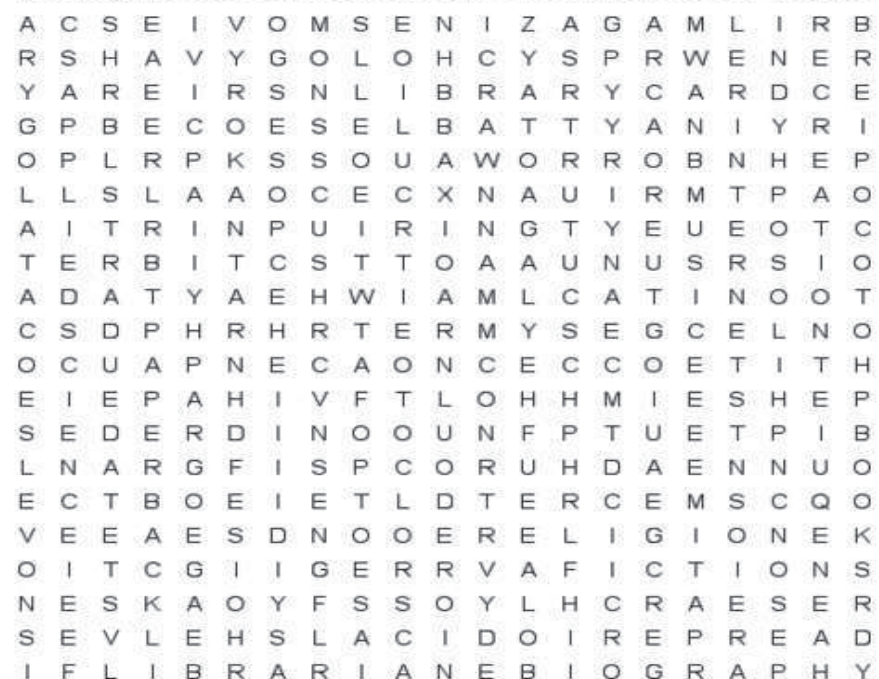 A C S E I V O M S E N I Z A G A M L I R B
R S H A V Y G O L O H C Y S P R W E N E R
Y A R E I R S N L I B R A R Y C A R D C E
G P B E C O E S E L B A T T Y A N I Y R I
O P L R P K S S O U A W O R R O B N H E P
L L S L A A O C E C X N A U I R M T P A O
A I T R I N P U I R I N G T Y E U E O T C
T E R B I T C S T T O A A U N U S R S I O
A D A T Y A E H W I A M L C A T I N O O T
C S D P H R H R T E R M Y S E G C E L N O
O C U A P N E C A O N C E C C O E T I T H
E I E P A H I V F T L O H H M I E S H E P
S E D E R D I N O O U N F P T U E T P I B
L N A R G F I S P C O R U H D A E N N U O
E C T B O E I E T L D T E R C E M S C Q O
V E E A E S D N O O E R E L I G I O N E K
O I T C G I I G E R R V A F I C T I O N S
N E S K A O Y F S S O Y L H C R A E S E R
S E V L E H S L A C I D O I R E P R E A D
I F L I B R A R I A N E B I O G R A P H Y